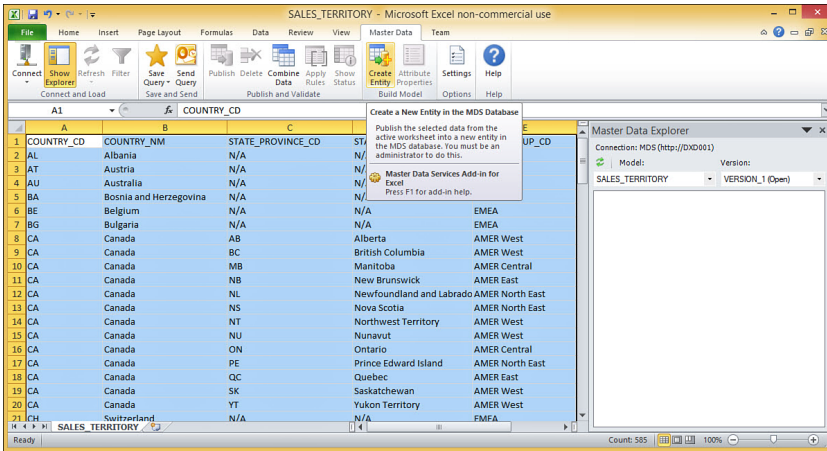 SALES_TERRITORY - Microsoft Excel non-commercial use
File Home Insert Page Layout Formulas Data Review View Master Data Team
Connect Show Explorer Refresh Filter Save Query Send Query Publish Delete Combine Data Apply Rules Show Status Create Entity Attribute Properties Settings Help
Connect and Load Save and Send Publish and Validate Build Model Options Help
A1 fx COUNTRY_CD
Create a New Entity in the MDS Database
Publish the selected data from the
active worksheet into a new entity in
the MDS database. You must be an
administrator to do this.
Master Data Services Add-in for
Excel
Press F1 for add-in help.
A B C E
1 COUNTRY_CD COUNTRY_NM STATE_PROVINCE_CD STA UP_CD
2 AL Albania N/A N/
3 AT Austria N/A N/
4 AU Australia N/A N/
5 BA Bosnia and Herzegovina N/A N/
6 BE Belgium N/A N/A EMEA
7 BG Bulgaria N/A N/A EMEA
8 CA Canada AB Alberta AMER West
9 CA Canada BC British Columbia AMER West
10 CA Canada MB Manitoba AMER Central
11 CA Canada NB New Brunswick AMER East
12 CA Canada NL Newfoundland and Labrado AMER North East
13 CA Canada NS Nova Scotia AMER North East
14 CA Canada NT Northwest Territory AMER West
15 CA Canada NU Nunavut AMER West
16 CA Canada ON Ontario AMER Central
17 CA Canada PE Prince Edward Island AMER North East
18 CA Canada QC Quebec AMER East
19 CA Canada SK Saskatchewan AMER West
20 CA Canada YT Yukon Territory AMER West
21 CH Switzerland N/A N/A EMEA
Master Data Explorer
Connection: MDS (http://DXD001)
Model: Version:
SALES_TERRITORY VERSION_1 (Open)
SALES_TERRITORY
Ready Count: 585 100%